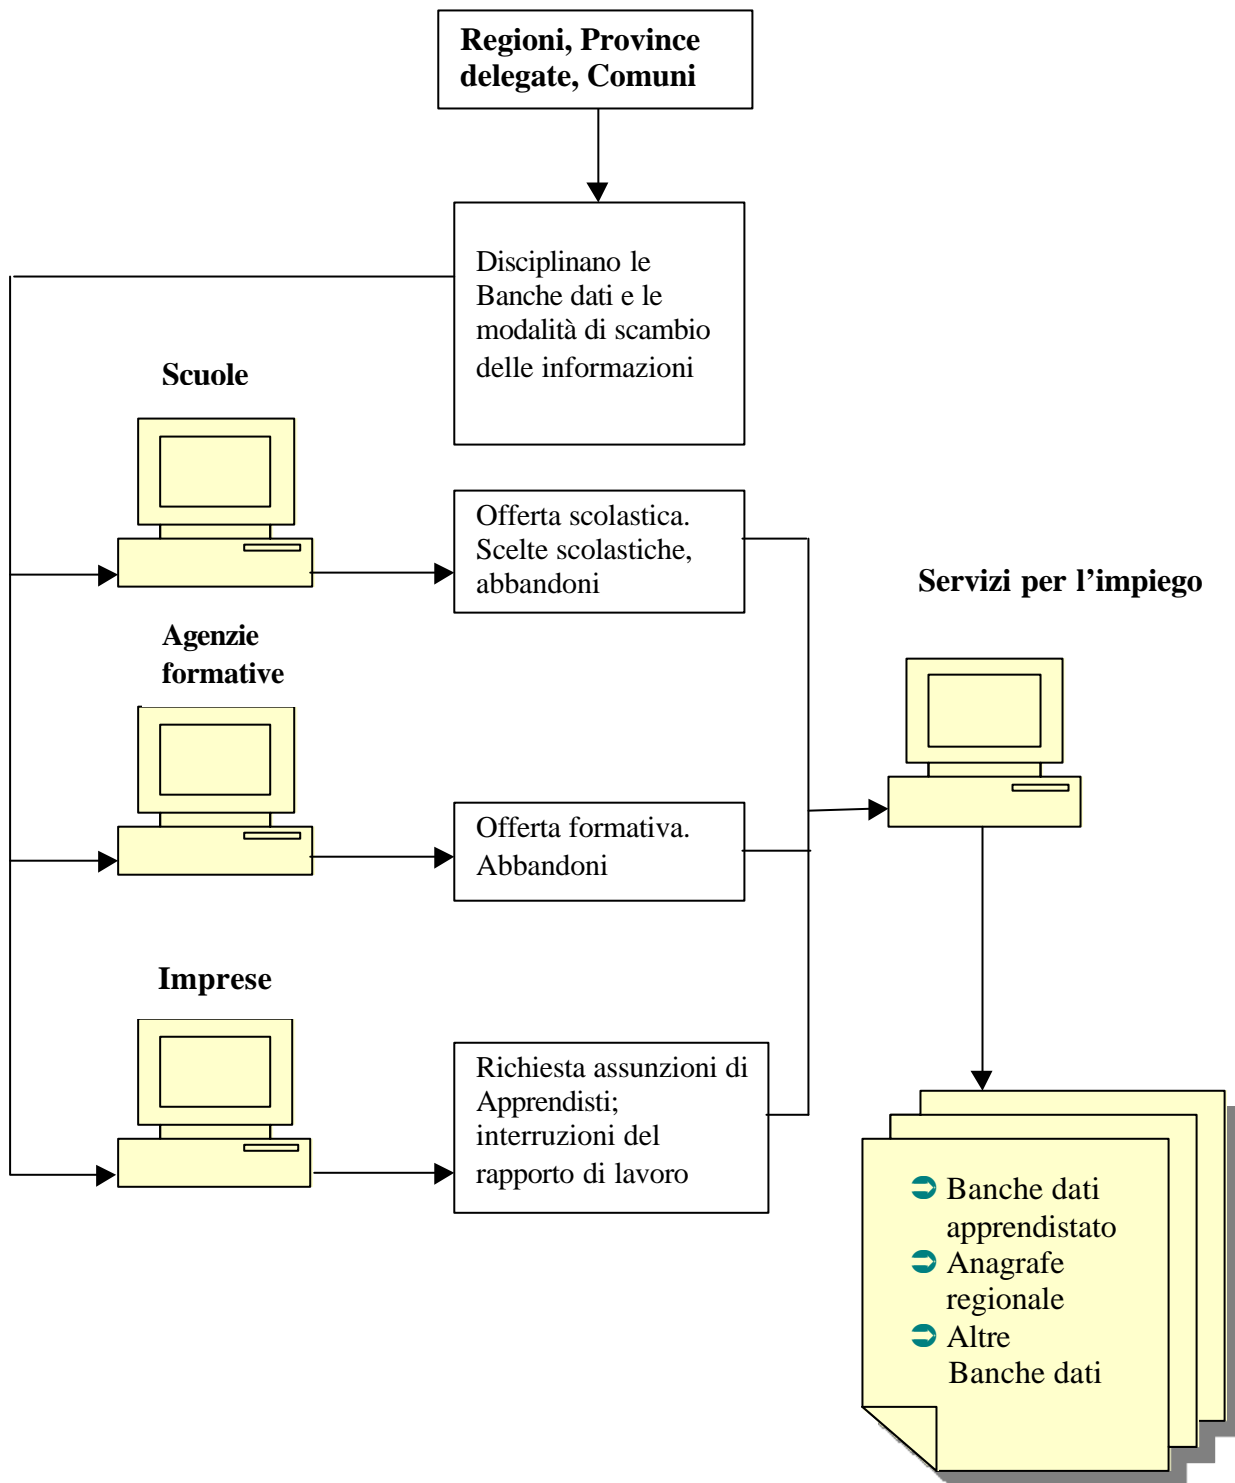 Regioni, Province
delegate, Comuni
Disciplinano le
Banche dati e le
modalità di scambio
delle informazioni
Scuole
Offerta scolastica.
Scelte scolastiche,
abbandoni
Servizi per l’impiego
Agenzie
formative
Offerta formativa.
Abbandoni
Imprese
Richiesta assunzioni di
Apprendisti;
interruzioni del
rapporto di lavoro
Banche dati
apprendistato
Anagrafe
regionale
Altre
Banche dati